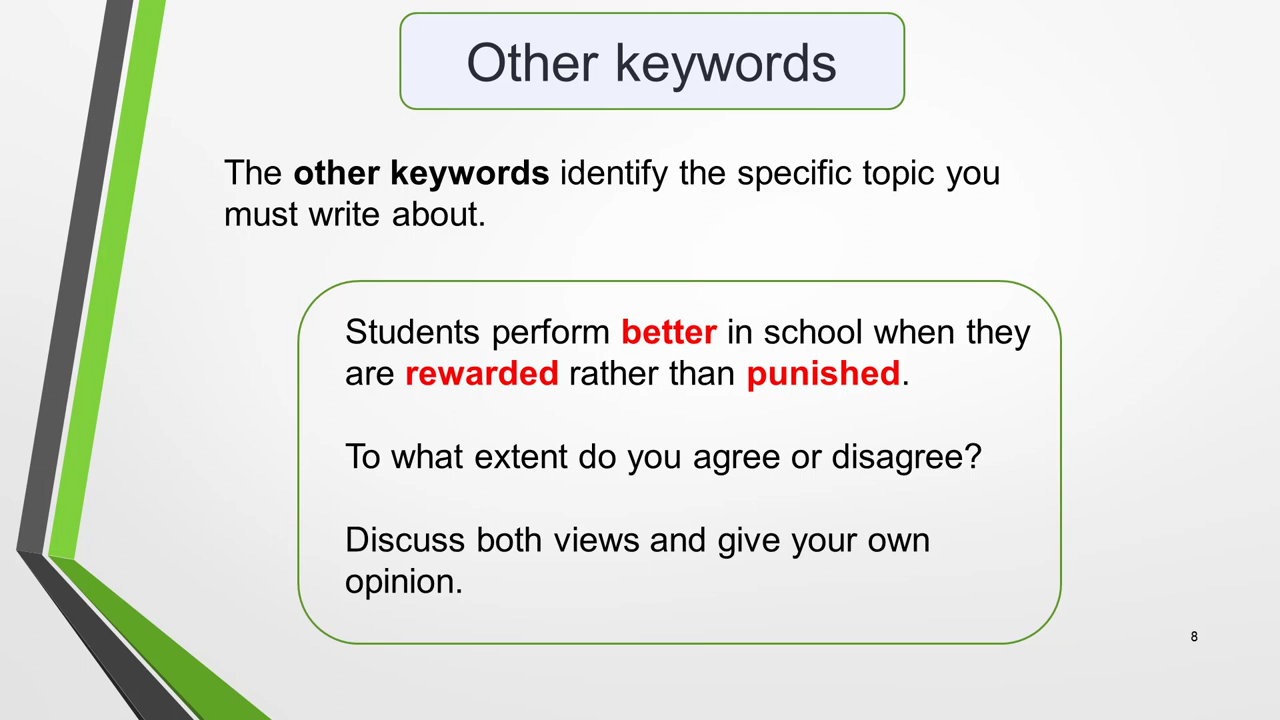 Other keywords
The other keywords identify the specific topic you
must write about.
Students perform better in school when they
are rewarded rather than punished.
To what extent do you agree or disagree?
Discuss both views and give your own
opinion.
8